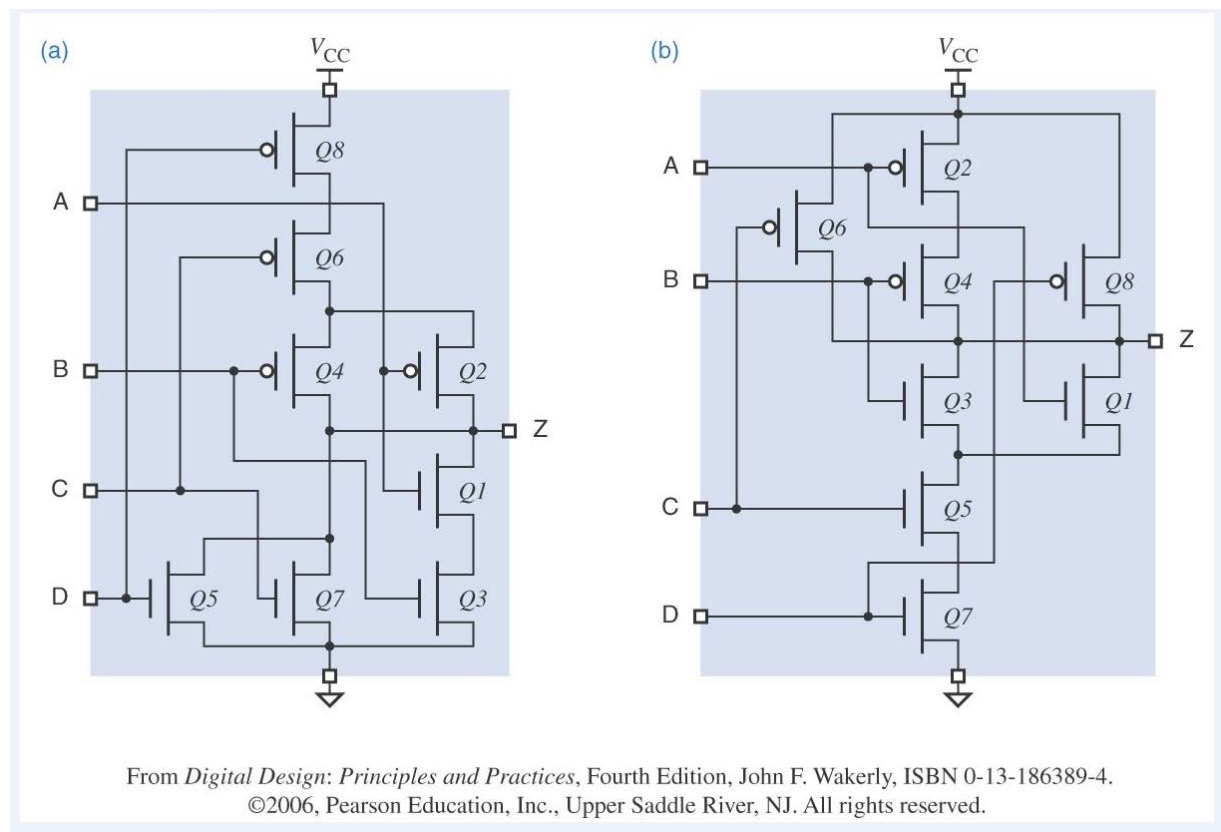 (a)
VCC
Q8
A
Q6
B
Q4
Q2
Z
C
Q1
D
Q5
Q7
Q3
(b)
VCC
A
Q2
Q6
B
Q4
Q8
Z
Q3
Q1
C
Q5
D
Q7
From Digital Design: Principles and Practices, Fourth Edition, John F. Wakerly, ISBN 0-13-186389-4.
©2006, Pearson Education, Inc., Upper Saddle River, NJ. All rights reserved.